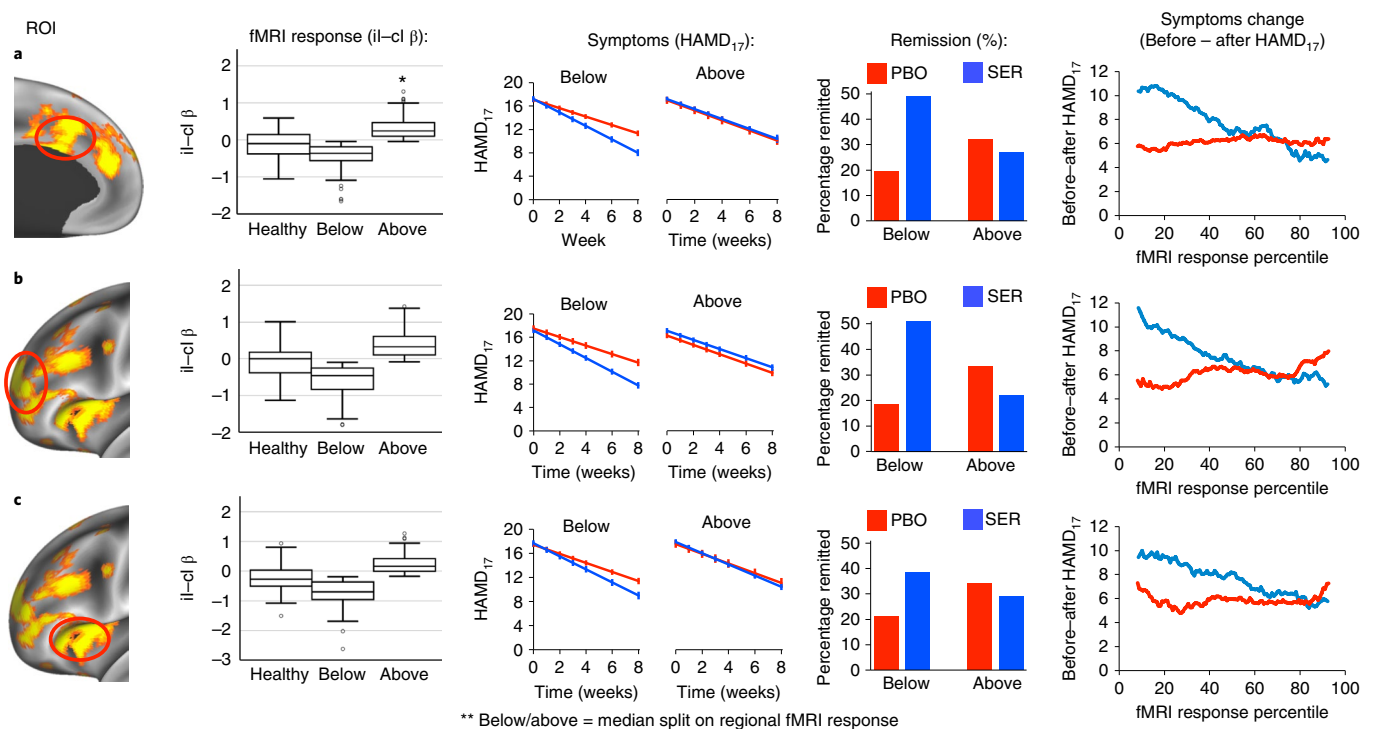 ROI
fMRI response (iI–cI β):
Symptoms (HAMD17):
Remission (%):
Symptoms change
(Before – after HAMD17)
a
iI–cI β
2
1
0
–1
–2
*
Healthy Below Above
HAMD17
20
16
12
8
4
0
Below
Above
0 2 4 6 8
0 2 4 6 8
Week
Time (weeks)
PBO SER
Percentage remitted
50
40
30
20
10
0
Below Above
Before–after HAMD17
12
10
8
6
4
2
0
0 20 40 60 80 100
fMRI response percentile
b
iI–cI β
2
1
0
–1
–2
Healthy Below Above
HAMD17
20
16
12
8
4
0
Below
Above
0 2 4 6 8
0 2 4 6 8
Time (weeks)
Time (weeks)
PBO SER
Percentage remitted
50
40
30
20
10
0
Below Above
Before–after HAMD17
12
10
8
6
4
2
0
0 20 40 60 80 100
fMRI response percentile
c
iI–cI β
2
1
0
–1
–2
–3
Healthy Below Above
HAMD17
20
16
12
8
4
0
Below
Above
0 2 4 6 8
0 2 4 6 8
Time (weeks)
Time (weeks)
PBO SER
Percentage remitted
50
40
30
20
10
0
Below Above
Before–after HAMD17
12
10
8
6
4
2
0
0 20 40 60 80 100
fMRI response percentile
** Below/above = median split on regional fMRI response